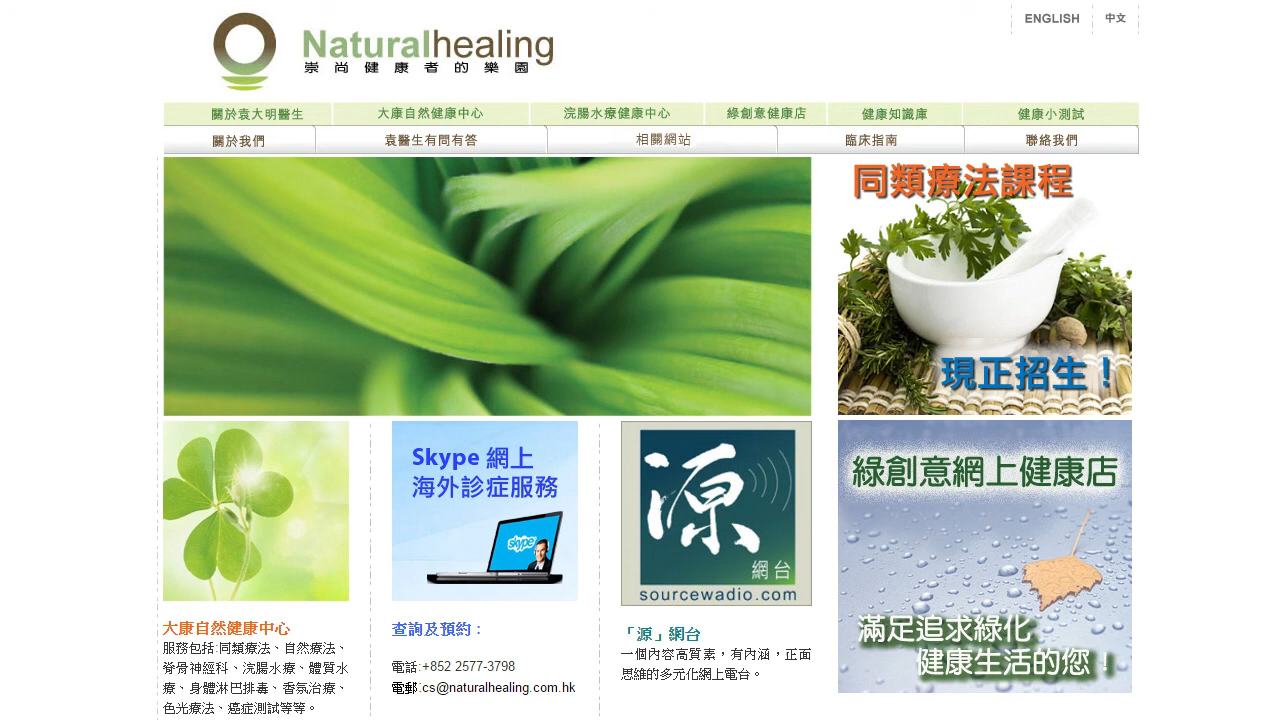 ENGLISH
中文
Naturalhealing
崇尚健康者的樂園
關於袁大明醫生
大康自然健康中心
浣腸水療健康中心
綠創意健康店
健康知識庫
健康小測試
關於我們
袁醫生有問有答
相關網站
臨床指南
聯絡我們
同類療法課程
現正招生！
Skype 網上
海外診症服務
skype
源
網台
sourcewadio.com
綠創意網上健康店
滿足追求綠化
健康生活的您！
大康自然健康中心
服務包括:同類療法、自然療法、
脊骨神經科、浣腸水療、體質水
療、身體淋巴排毒、香氛治療、
色光療法、癌症測試等等。
查詢及預約：
電話:+852 2577-3798
電郵:cs@naturalhealing.com.hk
「源」網台
一個內容高質素，有內涵，正面
思維的多元化網上電台。